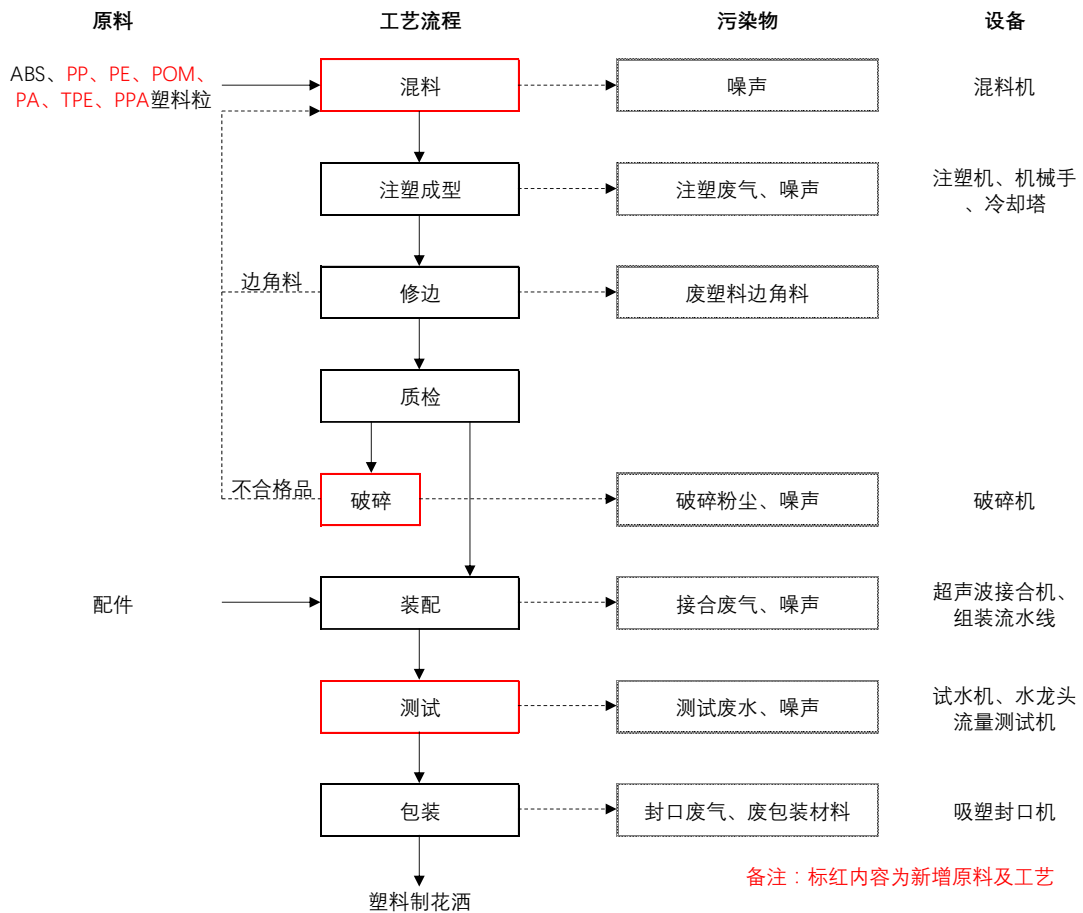 原料 工艺流程 污染物 设备
ABS、PP、PE、POM、
PA、TPE、PPA塑料粒
混料
噪声
混料机
注塑成型
注塑废气、噪声
注塑机、机械手
、冷却塔
边角料
修边
废塑料边角料
质检
不合格品
破碎
破碎粉尘、噪声
破碎机
配件
装配
接合废气、噪声
超声波接合机、
组装流水线
测试
测试废水、噪声
试水机、水龙头
流量测试机
包装
封口废气、废包装材料
吸塑封口机
备注：标红内容为新增原料及工艺
塑料制花洒